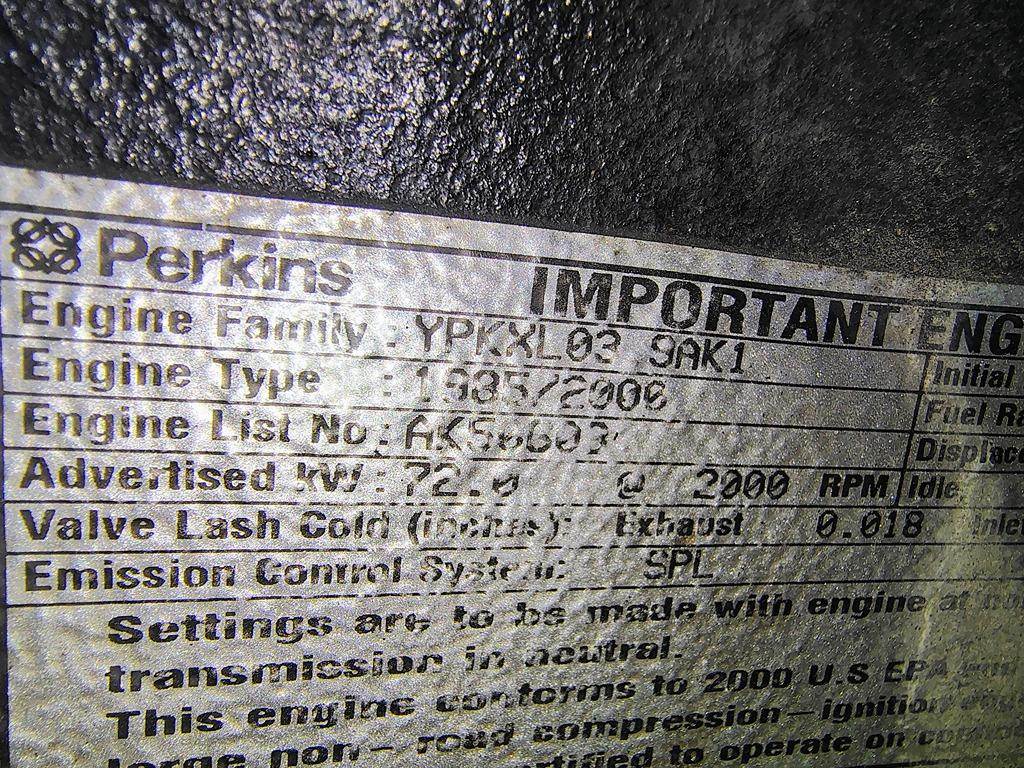 Perkins IMPORTANT ENG
Engine Family : YPKXL03 9AK1 Initial
Engine Type : 1985/2000 Fuel Ra
Engine List No: Displace
Advertised kW : 72.0 @ 2000 RPM Idle
Valve Lash Cold (inches): Exhaust 0.018 Inlet
Emission Control System: SPL
Settings are to be made with engine at
transmission in neutral.
This engine conforms to 2000 U.S EPA
large non-road compression-ignition
to operate on